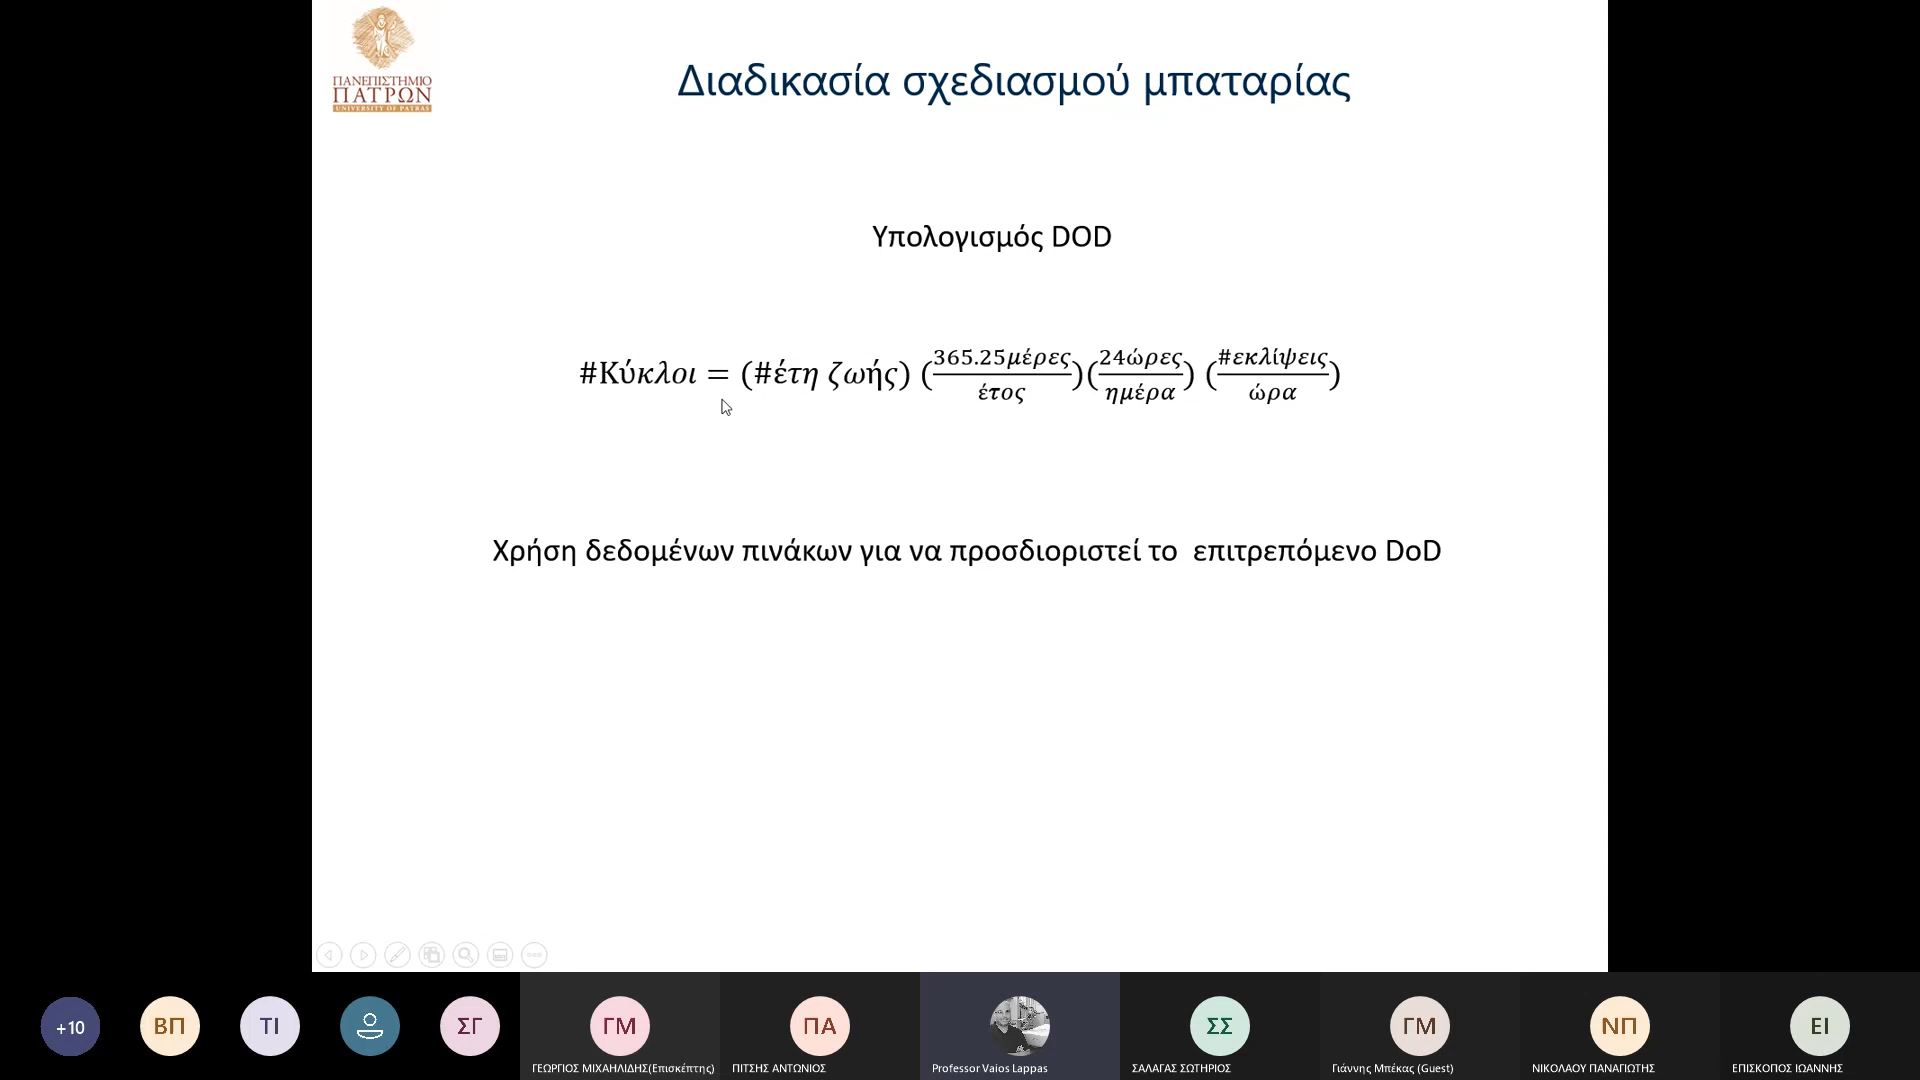 ΠΑΝΕΠΙΣΤΗΜΙΟ
ΠΑΤΡΩΝ
UNIVERSITY OF PATRAS
Διαδικασία σχεδιασμού μπαταρίας
Υπολογισμός DOD
#Κύκλοι = (#έτη ζωής) (365.25μέρες/έτος)(24ώρες/ημέρα) (#εκλίψεις/ώρα)
Χρήση δεδομένων πινάκων για να προσδιοριστεί το επιτρεπόμενο DoD
+10
ΒΠ
ΤΙ
ΣΓ
ΓΜ
ΠΑ
ΣΣ
ΓΜ
ΝΠ
ΕΙ
ΓΕΩΡΓΙΟΣ ΜΙΧΑΗΛΙΔΗΣ(Επισκέπτης)
ΠΙΤΣΗΣ ΑΝΤΩΝΙΟΣ
Professor Vaios Lappas
ΣΑΛΑΓΑΣ ΣΩΤΗΡΙΟΣ
Γιάννης Μπέκας (Guest)
ΝΙΚΟΛΑΟΥ ΠΑΝΑΓΙΩΤΗΣ
ΕΠΙΣΚΟΠΟΣ ΙΩΑΝΝΗΣ